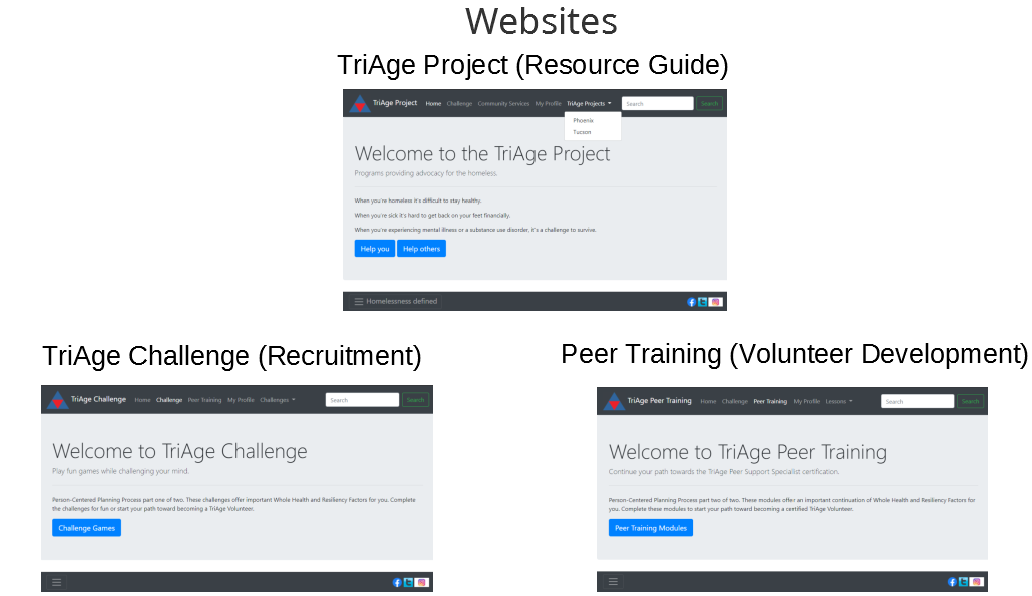 Websites
TriAge Project (Resource Guide)
TriAge Project Home Challenge Community Services My Profile TriAge Projects Search Search
Phoenix
Tucson
Welcome to the TriAge Project
Programs providing advocacy for the homeless.
When you're homeless it's difficult to stay healthy.
When you're sick it's hard to get back on your feet financially.
When you're experiencing mental illness or a substance use disorder, it's a challenge to survive.
Help you Help others
Homelessness defined
TriAge Challenge (Recruitment)
TriAge Challenge Home Challenge Peer Training My Profile Challenges Search Search
Welcome to TriAge Challenge
Play fun games while challenging your mind.
Person-Centered Planning Process part one of two. These challenges offer important Whole Health and Resiliency Factors for you. Complete
the challenges for fun or start your path toward becoming a TriAge Volunteer.
Challenge Games
Peer Training (Volunteer Development)
TriAge Peer Training Home Challenge Peer Training My Profile Lessons Search Search
Welcome to TriAge Peer Training
Continue your path towards the TriAge Peer Support Specialist certification.
Person-Centered Planning Process part two of two. These modules offer an important continuation of Whole Health and Resiliency Factors for
you. Complete these modules to start your path toward becoming a certified TriAge Volunteer.
Peer Training Modules